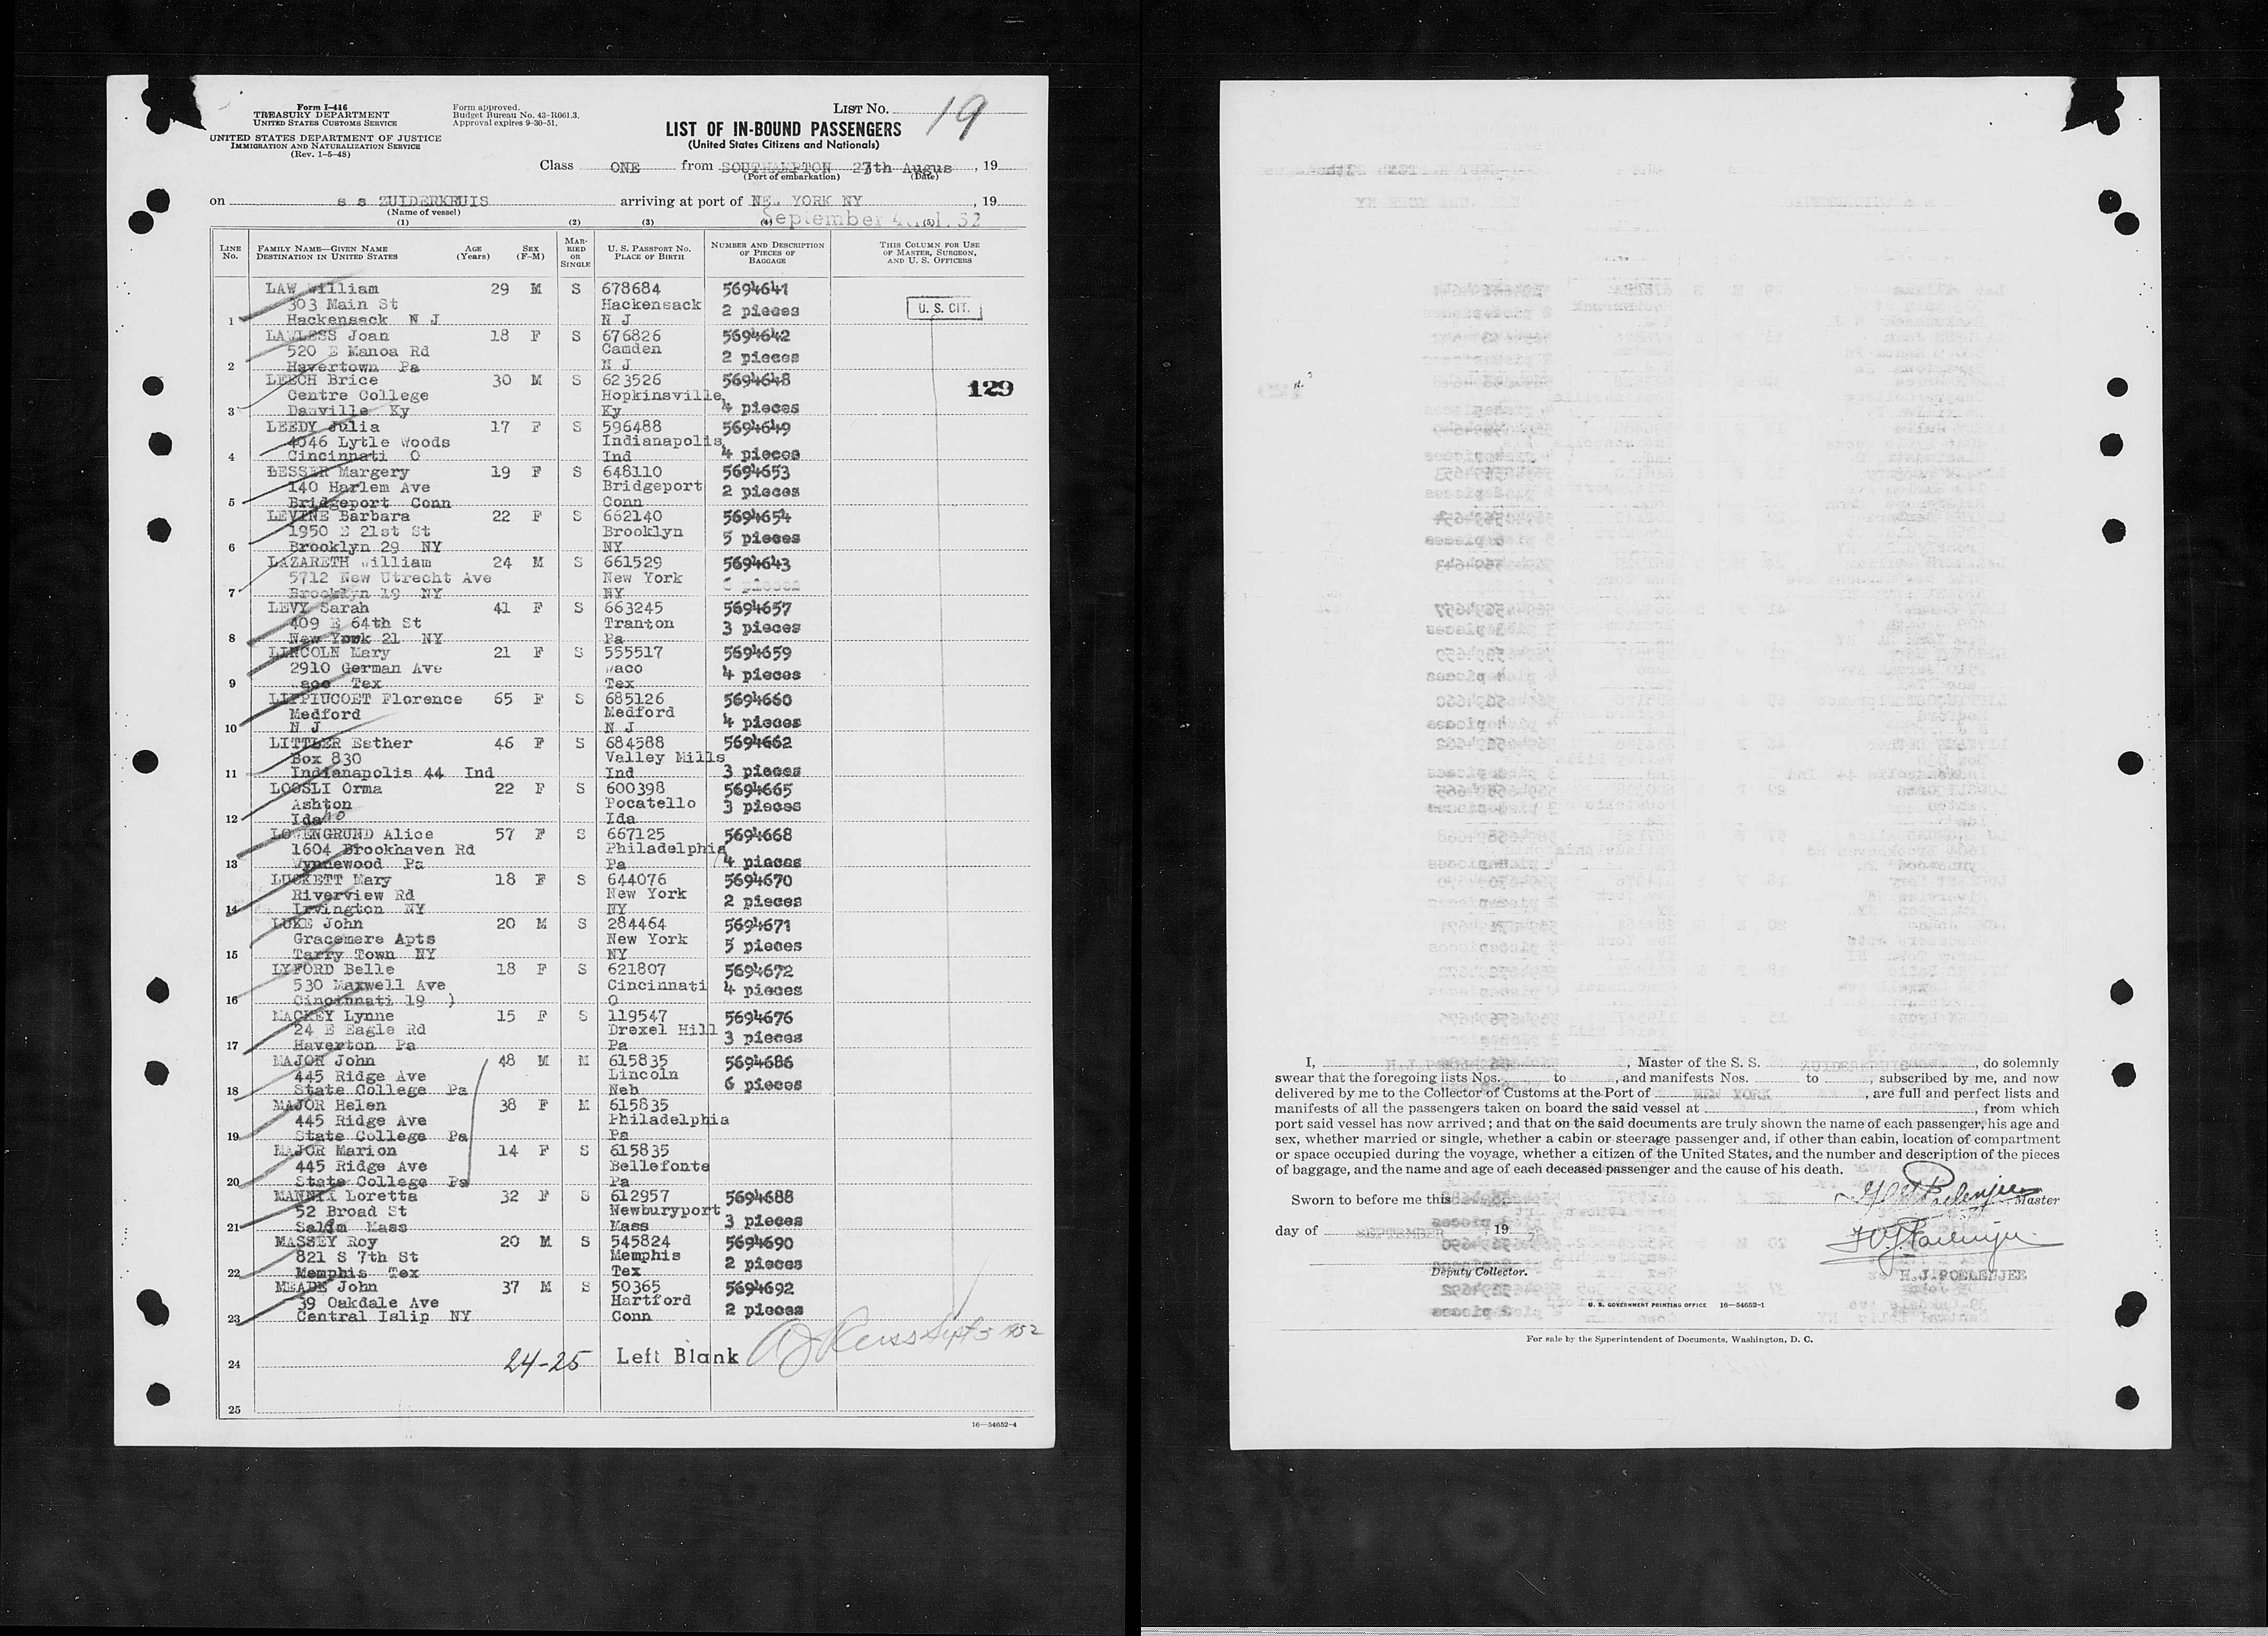 Form I-416
TREASURY DEPARTMENT
UNITED STATES CUSTOMS SERVICE
UNITED STATES DEPARTMENT OF JUSTICE
IMMIGRATION AND NATURALIZATION SERVICE
(Rev. 1-5-48)
Form approved.
Budget Bureau No. 43-R061.3.
Approval expires 9-30-51.
LIST No. 19
LIST OF IN-BOUND PASSENGERS
(United States Citizens and Nationals)
Class ONE from SOUTHAMPTON 27th Augus, 19
(Port of embarkation) (Date)
on s s ZUIDERKRUIS arriving at port of NEW YORK NY, 19
(Name of vessel) September 4
(1) (2) (3) (4) (5)
LINE No. FAMILY NAME—GIVEN NAME DESTINATION IN UNITED STATES AGE (Years) SEX (F-M) MARRIED OR SINGLE U. S. PASSPORT No. PLACE OF BIRTH NUMBER AND DESCRIPTION OF PIECES OF BAGGAGE THIS COLUMN FOR USE OF MASTER, SURGEON, AND U. S. OFFICERS
LAW William 29 M S 678684 5694641
303 Main St Hackensack 2 pieces U. S. CIT.
1 Hackensack N J N J
LAWLESS Joan 18 F S 676826 5694642
520 E Manoa Rd Camden 2 pieces
2 Havertown Pa N J
LEECH Brice 30 M S 623526 5694648 129
Centre College Hopkinsville
3 Danville Ky Ky 4 pieces
LEEDY Julia 17 F S 596488 5694649
4046 Lytle Woods Indianapolis
4 Cincinnati O Ind 4 pieces
LESSER Margery 19 F S 648110 5694653
140 Harlem Ave Bridgeport 2 pieces
5 Bridgeport Conn Conn
LEVINE Barbara 22 F S 662140 5694654
1950 E 21st St Brooklyn 5 pieces
6 Brooklyn 29 NY NY
LAZARETH William 24 M S 661529 5694643
5712 New Utrecht Ave New York pieces
7 Brooklyn 19 NY NY
LEVY Sarah 41 F S 663245 5694657
409 E 64th St Tranton 3 pieces
8 New York 21 NY Pa
LINCOLN Mary 21 F S 555517 5694659
2910 German Ave Waco 4 pieces
9 Waco Tex Tex
LIPPIUCOET Florence 65 F S 685126 5694660
Medford Medford 4 pieces
10 N J N J
LITTLER Esther 46 F S 684588 5694662
Box 830 Valley Mills
11 Indianapolis 44 Ind Ind 3 pieces
LOOSLI Orma 22 F S 600398 5694665
Ashton Pocatello 3 pieces
12 Idaho Ida
LOWENGRUND Alice 57 F S 667125 5694668
1604 Brookhaven Rd Philadelphia
13 Wynnewood Pa Pa 4 pieces
LUCKETT Mary 18 F S 644076 5694670
Riverview Rd New York 2 pieces
14 Irvington NY NY
LUKE John 20 M S 284464 5694671
Gracemere Apts New York 5 pieces
15 Tarry Town NY NY
LYFORD Belle 18 F S 621807 5694672
530 Maxwell Ave Cincinnati 4 pieces
16 Cincinnati 19 ) O
MACKEY Lynne 15 F S 119547 5694676
24 E Eagle Rd Drexel Hill 3 pieces
17 Haverton Pa Pa
MAJOR John 48 M M 615835 5694686
445 Ridge Ave Lincoln 6 pieces
18 State College Pa Neb
MAJOR Helen 38 F M 615835
445 Ridge Ave Philadelphia
19 State College Pa Pa
MAJOR Marion 14 F S 615835
445 Ridge Ave Bellefonte
20 State College Pa Pa
MANNIX Loretta 32 F S 612957 5694688
52 Broad St Newburyport 3 pieces
21 Salem Mass Mass
MASSEY Roy 20 M S 545824 5694690
821 S 7th St Memphis 2 pieces
22 Memphis Tex Tex
MEADE John 37 M S 50365 5694692
39 Oakdale Ave Hartford 2 pieces
23 Central Islip NY Conn
24 24-25 Left Blank Sept 5 1952
25
16—54652-4
I, H.J. , Master of the S. S. ZUIDERKRUIS, do solemnly
swear that the foregoing lists Nos. to , and manifests Nos. to , subscribed by me, and now
delivered by me to the Collector of Customs at the Port of NEW YORK, are full and perfect lists and
manifests of all the passengers taken on board the said vessel at , from which
port said vessel has now arrived; and that on the said documents are truly shown the name of each passenger, his age and
sex, whether married or single, whether a cabin or steerage passenger and, if other than cabin, location of compartment
or space occupied during the voyage, whether a citizen of the United States, and the number and description of the pieces
of baggage, and the name and age of each deceased passenger and the cause of his death.
Sworn to before me this Master
day of SEPTEMBER, 19
Deputy Collector.
H.J. POELENJEE
U. S. GOVERNMENT PRINTING OFFICE 16—54652-1
For sale by the Superintendent of Documents, Washington, D. C.